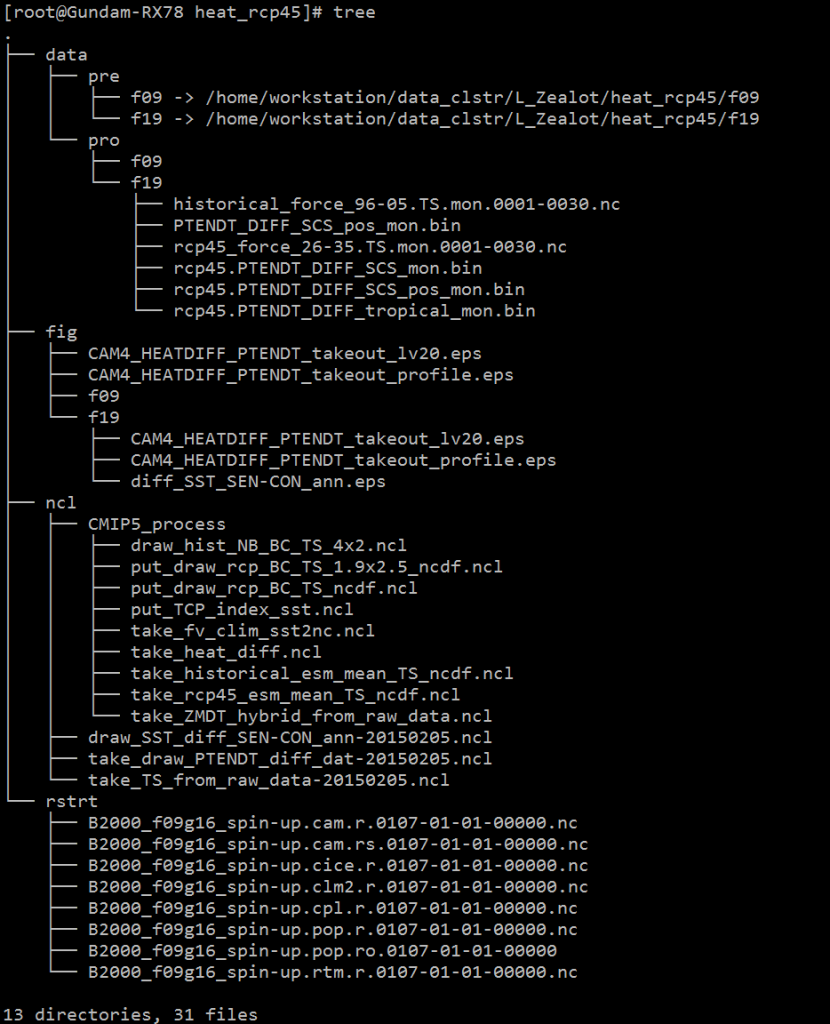 [root@Gundam-RX78 heat_rcp45]# tree
.
├── data
│   ├── pre
│   │   ├── f09 -> /home/workstation/data_clstr/L_Zealot/heat_rcp45/f09
│   │   └── f19 -> /home/workstation/data_clstr/L_Zealot/heat_rcp45/f19
│   └── pro
│       ├── f09
│       └── f19
│           ├── historical_force_96-05.TS.mon.0001-0030.nc
│           ├── PTENDT_DIFF_SCS_pos_mon.bin
│           ├── rcp45_force_26-35.TS.mon.0001-0030.nc
│           ├── rcp45.PTENDT_DIFF_SCS_mon.bin
│           ├── rcp45.PTENDT_DIFF_SCS_pos_mon.bin
│           └── rcp45.PTENDT_DIFF_tropical_mon.bin
├── fig
│   ├── CAM4_HEATDIFF_PTENDT_takeout_lv20.eps
│   ├── CAM4_HEATDIFF_PTENDT_takeout_profile.eps
│   ├── f09
│   └── f19
│       ├── CAM4_HEATDIFF_PTENDT_takeout_lv20.eps
│       ├── CAM4_HEATDIFF_PTENDT_takeout_profile.eps
│       └── diff_SST_SEN-CON_ann.eps
├── ncl
│   ├── CMIP5_process
│   │   ├── draw_hist_NB_BC_TS_4x2.ncl
│   │   ├── put_draw_rcp_BC_TS_1.9x2.5_ncdf.ncl
│   │   ├── put_draw_rcp_BC_TS_ncdf.ncl
│   │   ├── put_TCP_index_sst.ncl
│   │   ├── take_fv_clim_sst2nc.ncl
│   │   ├── take_heat_diff.ncl
│   │   ├── take_historical_esm_mean_TS_ncdf.ncl
│   │   ├── take_rcp45_esm_mean_TS_ncdf.ncl
│   │   └── take_ZMDT_hybrid_from_raw_data.ncl
│   ├── draw_SST_diff_SEN-CON_ann-20150205.ncl
│   ├── take_draw_PTENDT_diff_dat-20150205.ncl
│   └── take_TS_from_raw_data-20150205.ncl
└── rstrt
    ├── B2000_f09g16_spin-up.cam.r.0107-01-01-00000.nc
    ├── B2000_f09g16_spin-up.cam.rs.0107-01-01-00000.nc
    ├── B2000_f09g16_spin-up.cice.r.0107-01-01-00000.nc
    ├── B2000_f09g16_spin-up.clm2.r.0107-01-01-00000.nc
    ├── B2000_f09g16_spin-up.cpl.r.0107-01-01-00000.nc
    ├── B2000_f09g16_spin-up.pop.r.0107-01-01-00000.nc
    ├── B2000_f09g16_spin-up.pop.ro.0107-01-01-00000
    └── B2000_f09g16_spin-up.rtm.r.0107-01-01-00000.nc

13 directories, 31 files